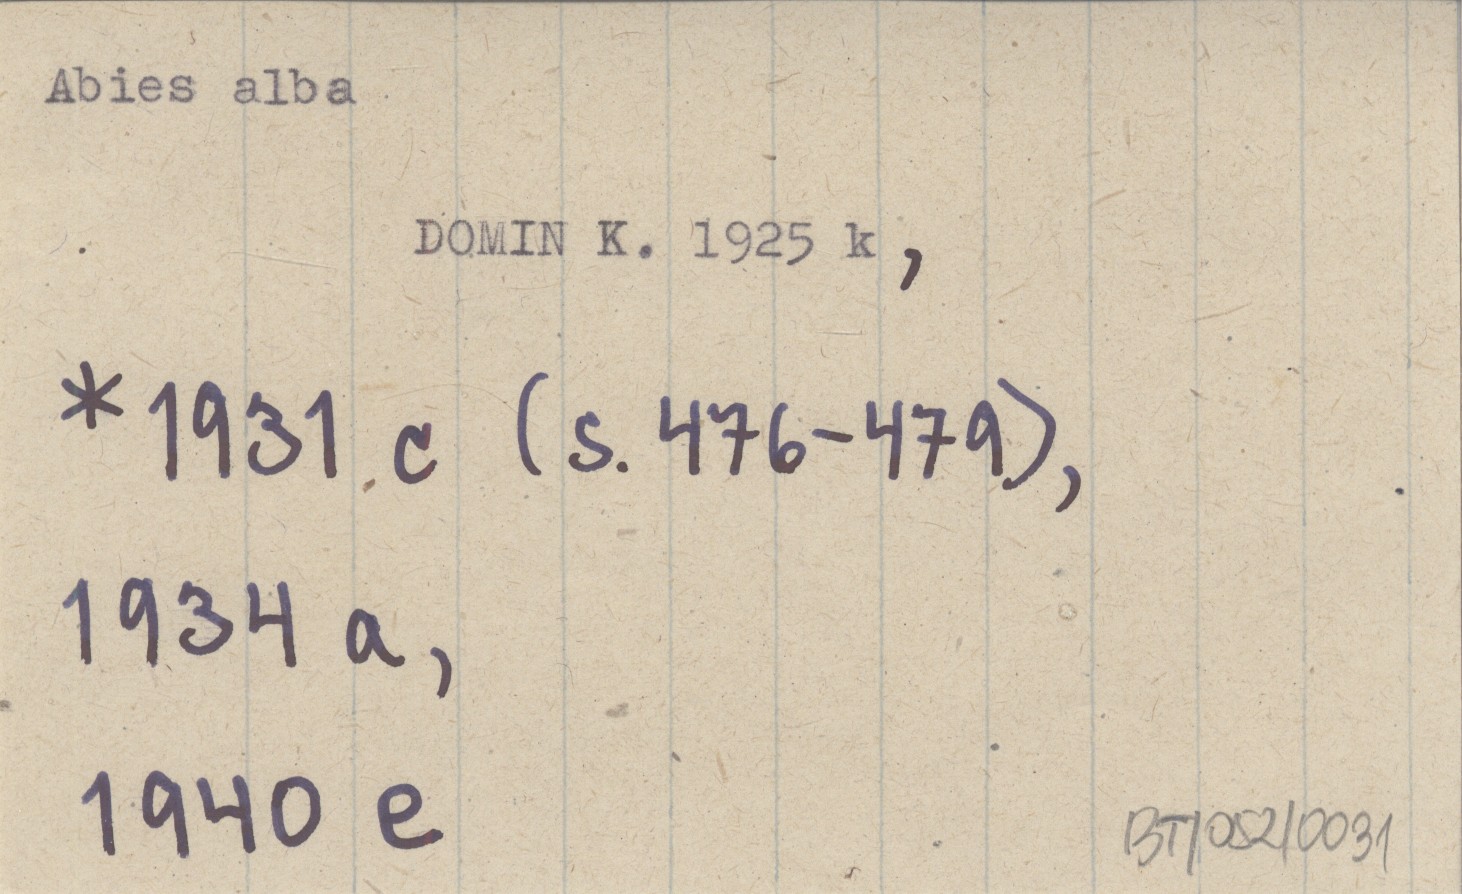 Abies alba
DOMIN K. 1925 k,
*1931 c (s. 476-479),
1934 a,
1940 e
BT/052/0031